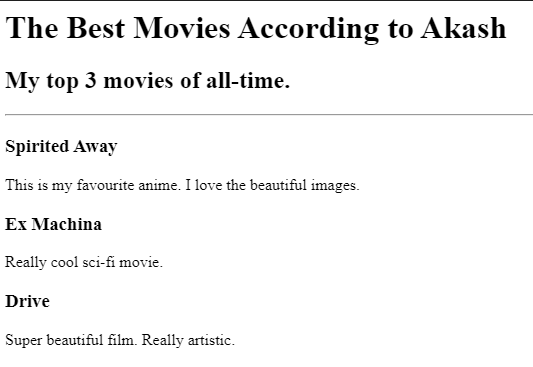 The Best Movies According to Akash
My top 3 movies of all-time.
Spirited Away
This is my favourite anime. I love the beautiful images.
Ex Machina
Really cool sci-fi movie.
Drive
Super beautiful film. Really artistic.